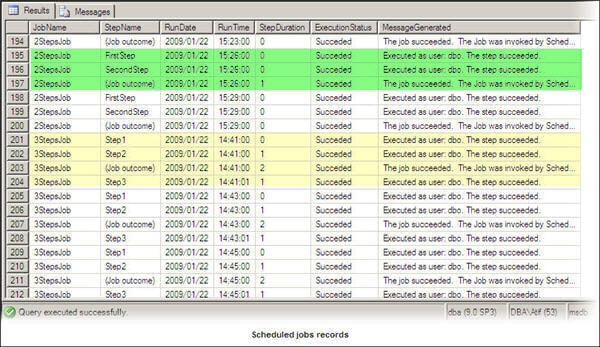 Results Messages
JobName StepName RunDate RunTime StepDuration ExecutionStatus MessageGenerated
194 2StepsJob (Job outcome) 2009/01/22 15:23:00 0 Succeded The job succeeded. The Job was invoked by Sched...
195 2StepsJob FirstStep 2009/01/22 15:26:00 0 Succeded Executed as user: dbo. The step succeeded.
196 2StepsJob SecondStep 2009/01/22 15:26:00 0 Succeded Executed as user: dbo. The step succeeded.
197 2StepsJob (Job outcome) 2009/01/22 15:26:00 1 Succeded The job succeeded. The Job was invoked by Sched...
198 2StepsJob FirstStep 2009/01/22 15:29:00 0 Succeded Executed as user: dbo. The step succeeded.
199 2StepsJob SecondStep 2009/01/22 15:29:00 0 Succeded Executed as user: dbo. The step succeeded.
200 2StepsJob (Job outcome) 2009/01/22 15:29:00 0 Succeded The job succeeded. The Job was invoked by Sched...
201 3StepsJob Step1 2009/01/22 14:41:00 0 Succeded Executed as user: dbo. The step succeeded.
202 3StepsJob Step2 2009/01/22 14:41:00 1 Succeded Executed as user: dbo. The step succeeded.
203 3StepsJob (Job outcome) 2009/01/22 14:41:00 2 Succeded The job succeeded. The Job was invoked by Sched...
204 3StepsJob Step3 2009/01/22 14:41:01 1 Succeded Executed as user: dbo. The step succeeded.
205 3StepsJob Step1 2009/01/22 14:43:00 0 Succeded Executed as user: dbo. The step succeeded.
206 3StepsJob Step2 2009/01/22 14:43:00 1 Succeded Executed as user: dbo. The step succeeded.
207 3StepsJob (Job outcome) 2009/01/22 14:43:00 2 Succeded The job succeeded. The Job was invoked by Sched...
208 3StepsJob Step3 2009/01/22 14:43:01 1 Succeded Executed as user: dbo. The step succeeded.
209 3StepsJob Step1 2009/01/22 14:45:00 0 Succeded Executed as user: dbo. The step succeeded.
210 3StepsJob Step2 2009/01/22 14:45:00 1 Succeded Executed as user: dbo. The step succeeded.
211 3StepsJob (Job outcome) 2009/01/22 14:45:00 2 Succeded The job succeeded. The Job was invoked by Sched...
212 3StepsJob Step3 2009/01/22 14:45:01 1 Succeded Executed as user: dbo. The step succeeded.
Query executed successfully. dba (9.0 SP3) DBA\Atif (53) msdb
Scheduled jobs records